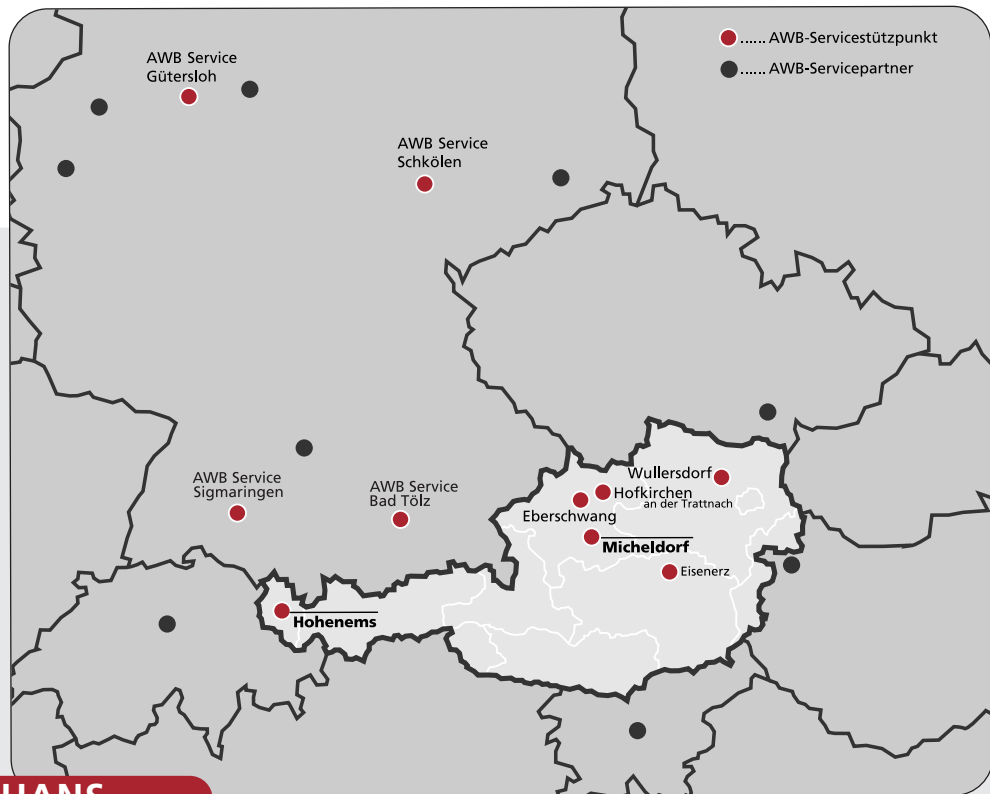 ...... AWB-Servicestützpunkt
...... AWB-Servicepartner
AWB Service
Gütersloh
AWB Service
Schkölen
AWB Service
Sigmaringen
AWB Service
Bad Tölz
Wullersdorf
Hofkirchen
an der Trattnach
Eberschwang
Micheldorf
Eisenerz
Hohenems